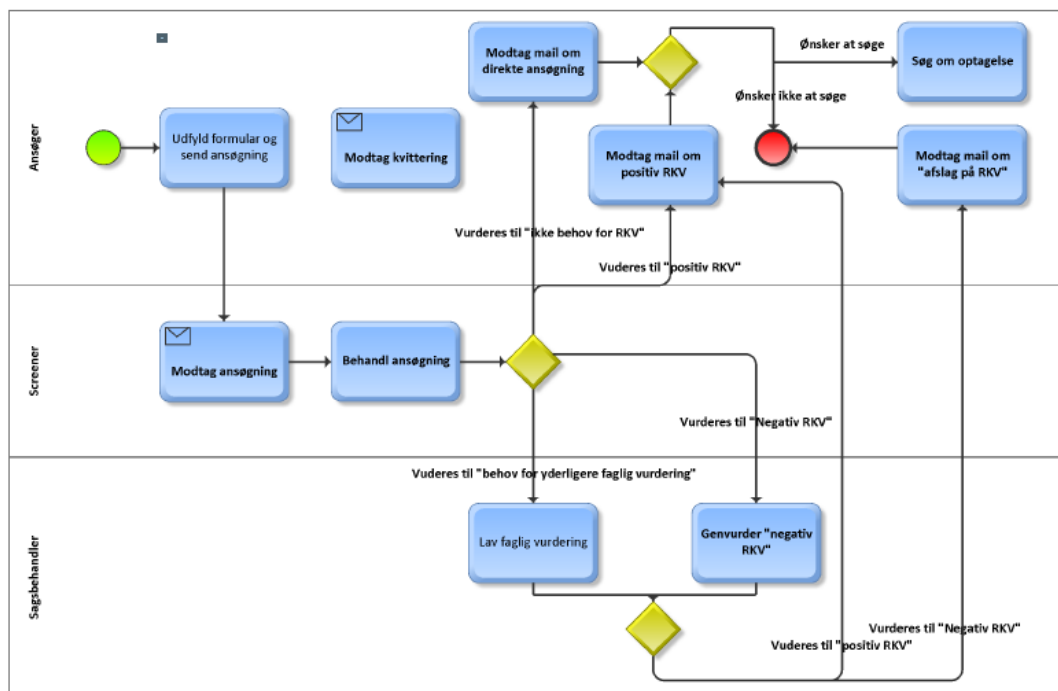 Ansøger
Modtag mail om
direkte ansøgning
Ønsker at søge
Søg om optagelse
Ønsker ikke at søge
Udfyld formular og
send ansøgning
Modtag kvittering
Modtag mail om
positiv RKV
Modtag mail om
"afslag på RKV"
Vurderes til "ikke behov for RKV"
Vuderes til "positiv RKV"
Screener
Modtag ansøgning
Behandl ansøgning
Vurderes til "Negativ RKV"
Vuderes til "behov for yderligere faglig vurdering"
Sagsbehandler
Lav faglig vurdering
Genvurder "negativ
RKV"
Vurderes til "Negativ RKV"
Vuderes til "positiv RKV"